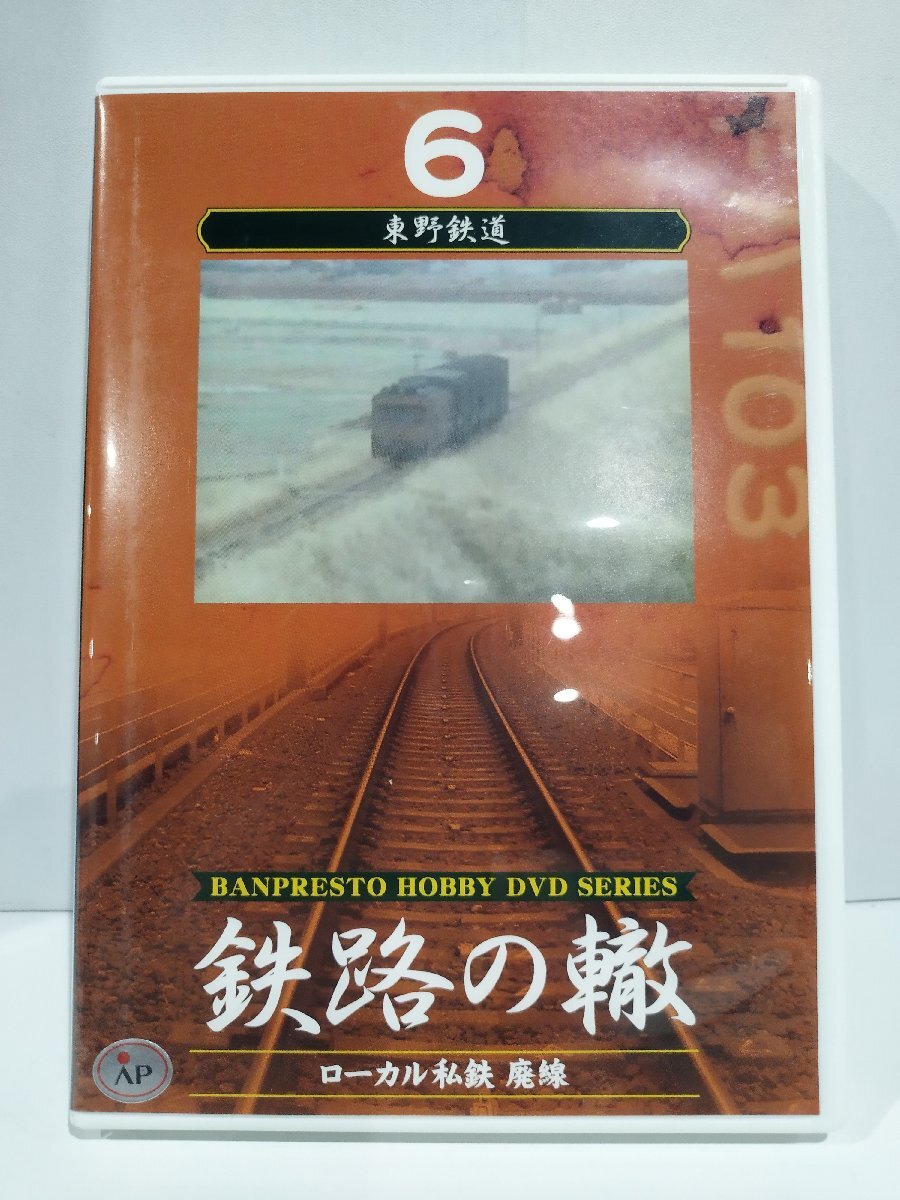 6
東野鉄道
1103
BANPRESTO HOBBY DVD SERIES
鉄路の轍
ローカル私鉄 廃線
AP